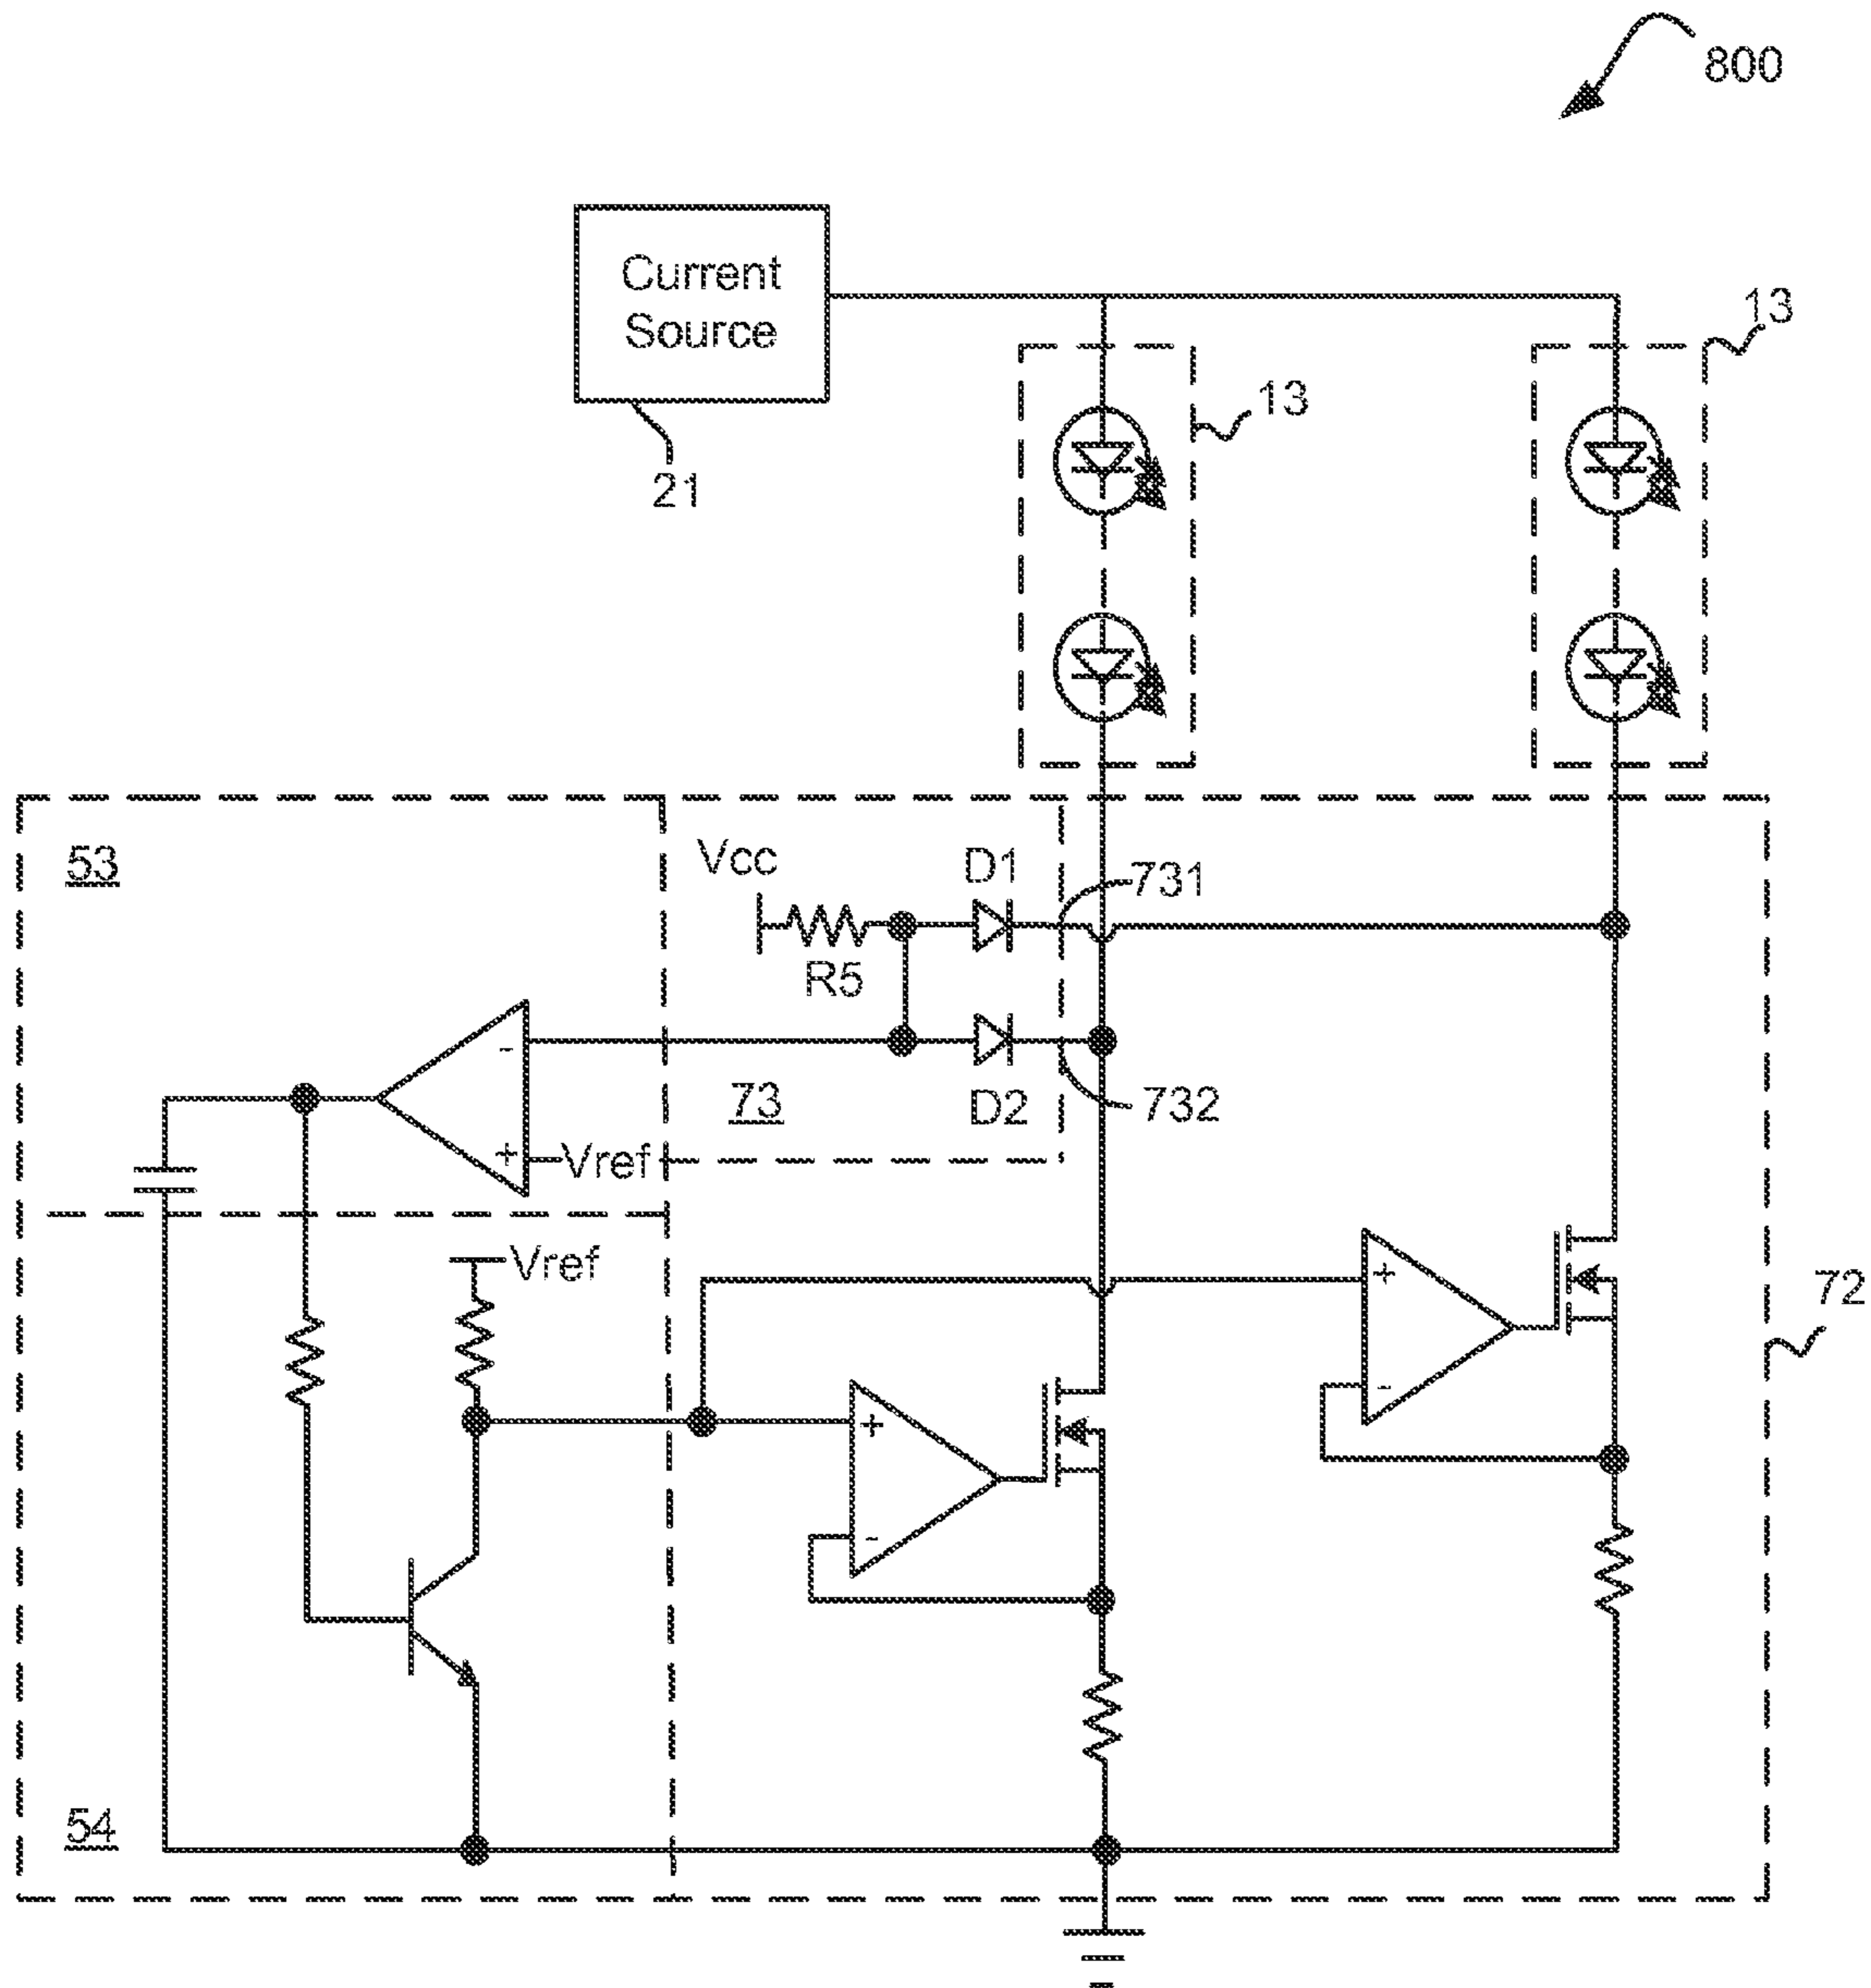 800
Current
Source
21
13
13
53
Vcc
D1
731
R5
-
73
D2
732
+
Vref
Vref
+
-
+
-
72
54